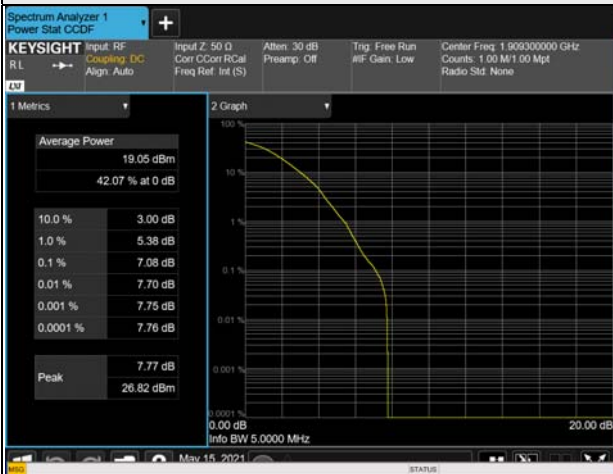 Spectrum Analyzer 1
Power Stat CCDF
KEYSIGHT
RL
LXI
Input: RF
Coupling: DC
Align: Auto
Input Z: 50 Ω
Corr CCorr RCal
Freq Ref: Int (S)
Atten: 30 dB
Preamp: Off
Trig: Free Run
#IF Gain: Low
Center Freq: 1.909300000 GHz
Counts: 1.00 M/1.00 Mpt
Radio Std: None
1 Metrics
Average Power
19.05 dBm
42.07 % at 0 dB
10.0 % 3.00 dB
1.0 % 5.38 dB
0.1 % 7.08 dB
0.01 % 7.70 dB
0.001 % 7.75 dB
0.0001 % 7.76 dB
Peak 7.77 dB
26.82 dBm
2 Graph
100 %
10 %
1 %
0.1 %
0.01 %
0.001 %
0.0001 %
0.00 dB 20.00 dB
Info BW 5.0000 MHz
May 15, 2021
MSG STATUS